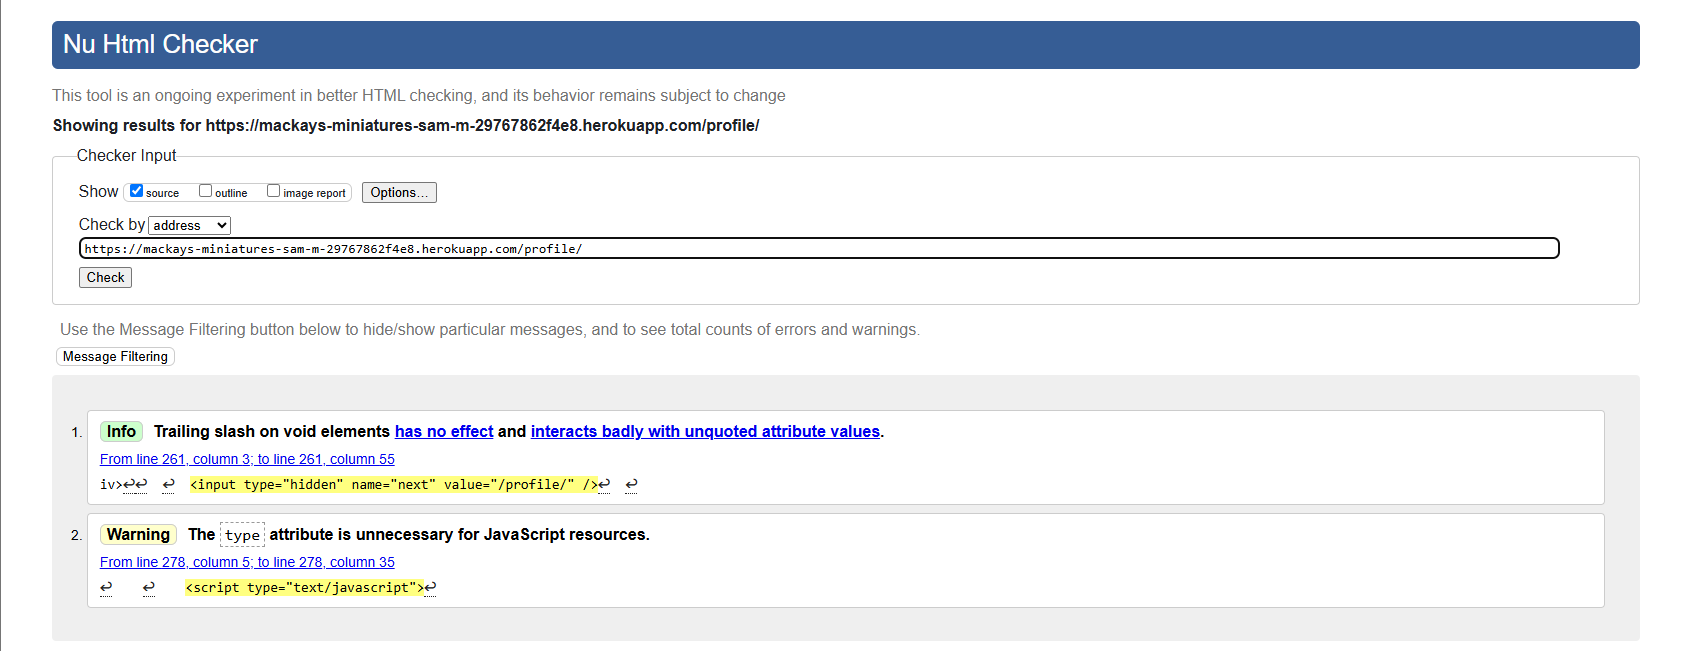 Nu Html Checker
This tool is an ongoing experiment in better HTML checking, and its behavior remains subject to change
Showing results for https://mackays-miniatures-sam-m-29767862f4e8.herokuapp.com/profile/
Checker Input
Show source outline image report Options...
Check by address
https://mackays-miniatures-sam-m-29767862f4e8.herokuapp.com/profile/
Check
Use the Message Filtering button below to hide/show particular messages, and to see total counts of errors and warnings.
Message Filtering
1. Info Trailing slash on void elements has no effect and interacts badly with unquoted attribute values.
From line 261, column 3; to line 261, column 55
iv>↩↩ ↩ <input type="hidden" name="next" value="/profile/" />↩ ↩
2. Warning The type attribute is unnecessary for JavaScript resources.
From line 278, column 5; to line 278, column 35
↩ ↩ <script type="text/javascript">↩